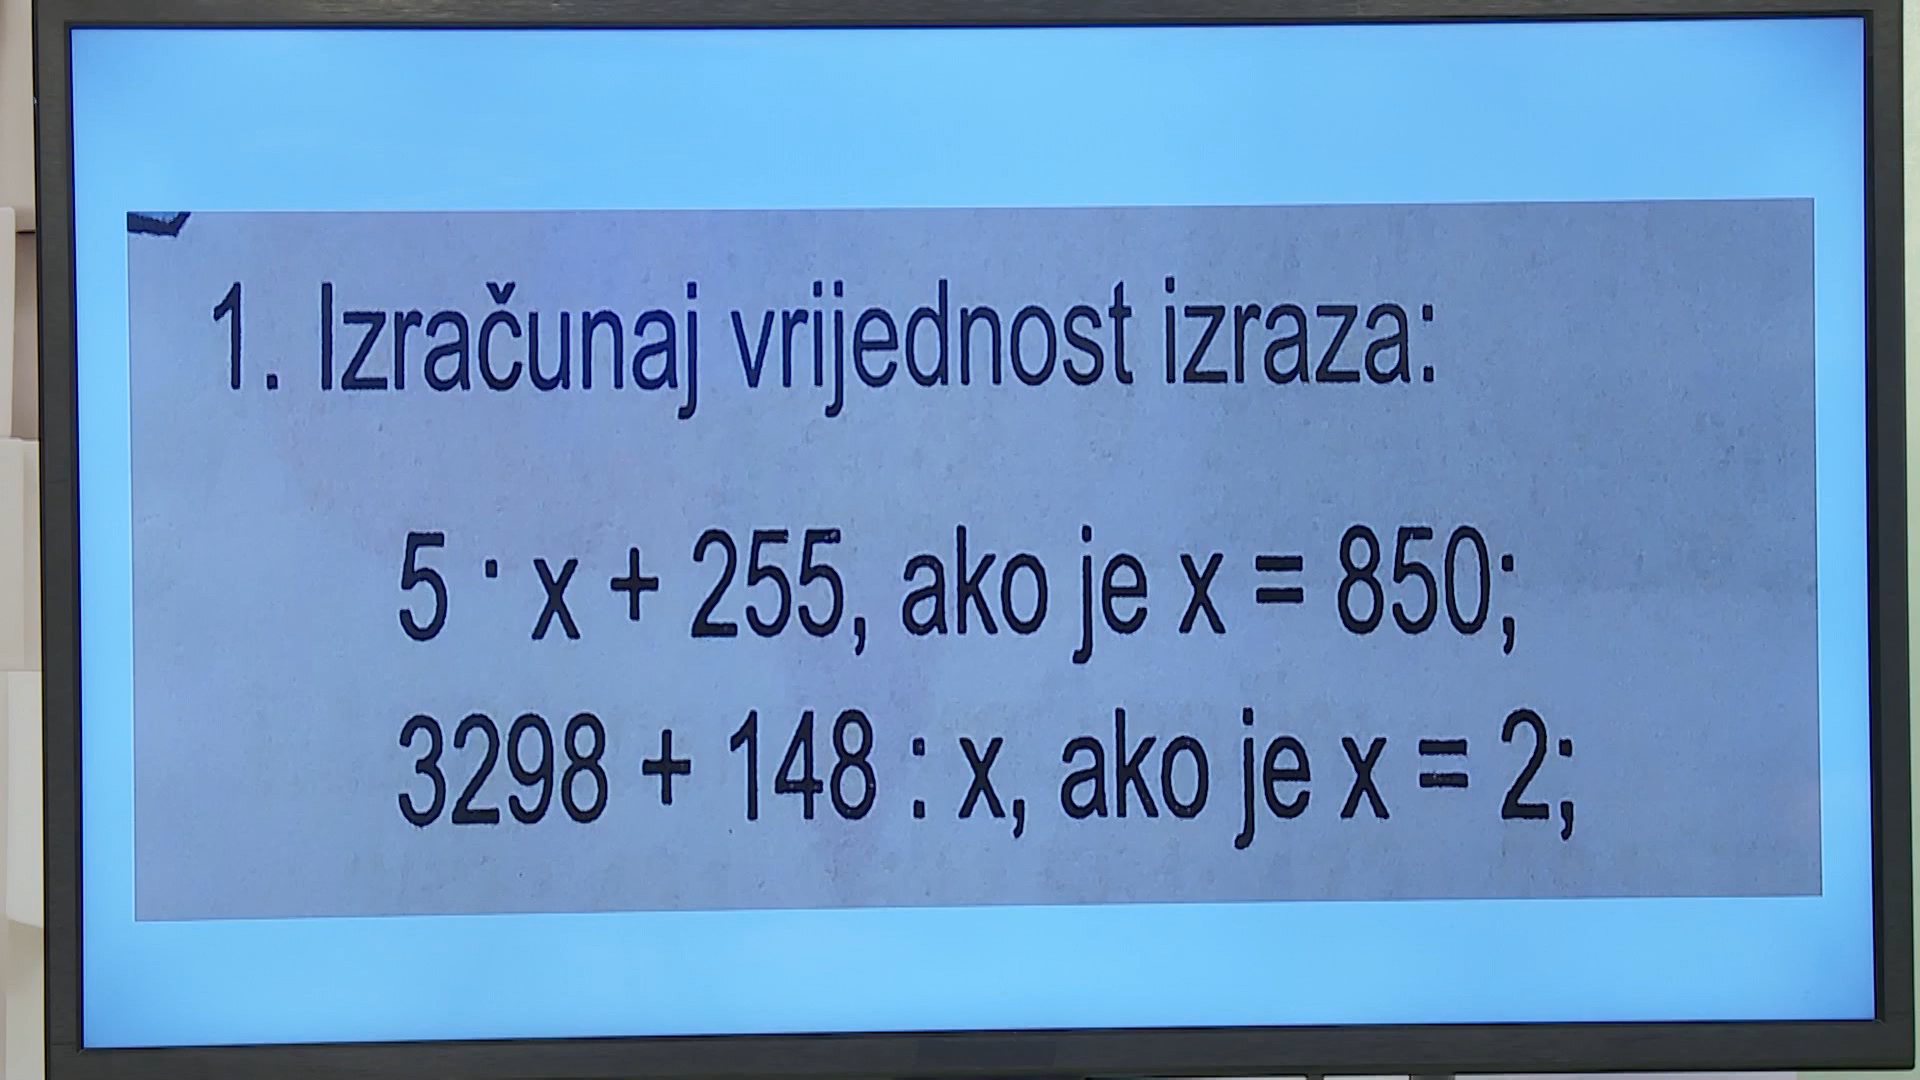 1. Izračunaj vrijednost izraza:
5 · x + 255, ako je x = 850;
3298 + 148 : x, ako je x = 2;